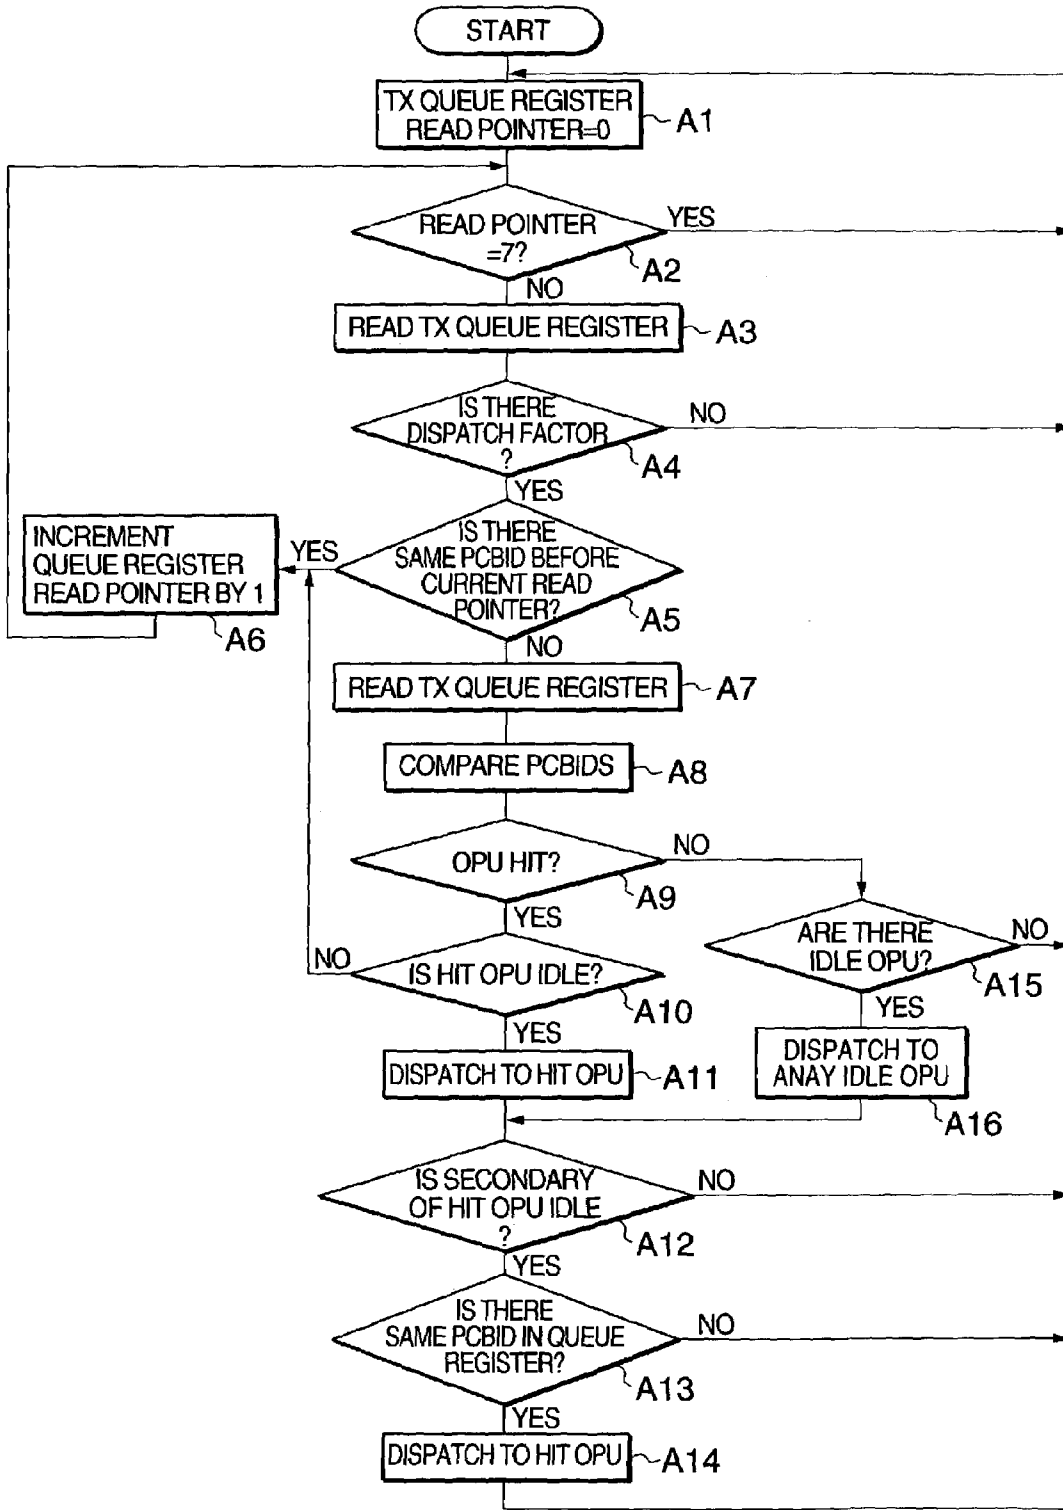 START
TX QUEUE REGISTER
READ POINTER=0
A1
READ POINTER
=7?
YES
A2
NO
READ TX QUEUE REGISTER
A3
IS THERE
DISPATCH FACTOR
?
NO
A4
YES
INCREMENT
QUEUE REGISTER
READ POINTER BY 1
A6
YES
IS THERE
SAME PCBID BEFORE
CURRENT READ
POINTER?
A5
NO
READ TX QUEUE REGISTER
A7
COMPARE PCBIDS
A8
OPU HIT?
NO
A9
YES
ARE THERE
IDLE OPU?
NO
A15
YES
NO
IS HIT OPU IDLE?
A10
YES
DISPATCH TO HIT OPU
A11
DISPATCH TO
ANAY IDLE OPU
A16
IS SECONDARY
OF HIT OPU IDLE
?
NO
A12
YES
IS THERE
SAME PCBID IN QUEUE
REGISTER?
NO
A13
YES
DISPATCH TO HIT OPU
A14